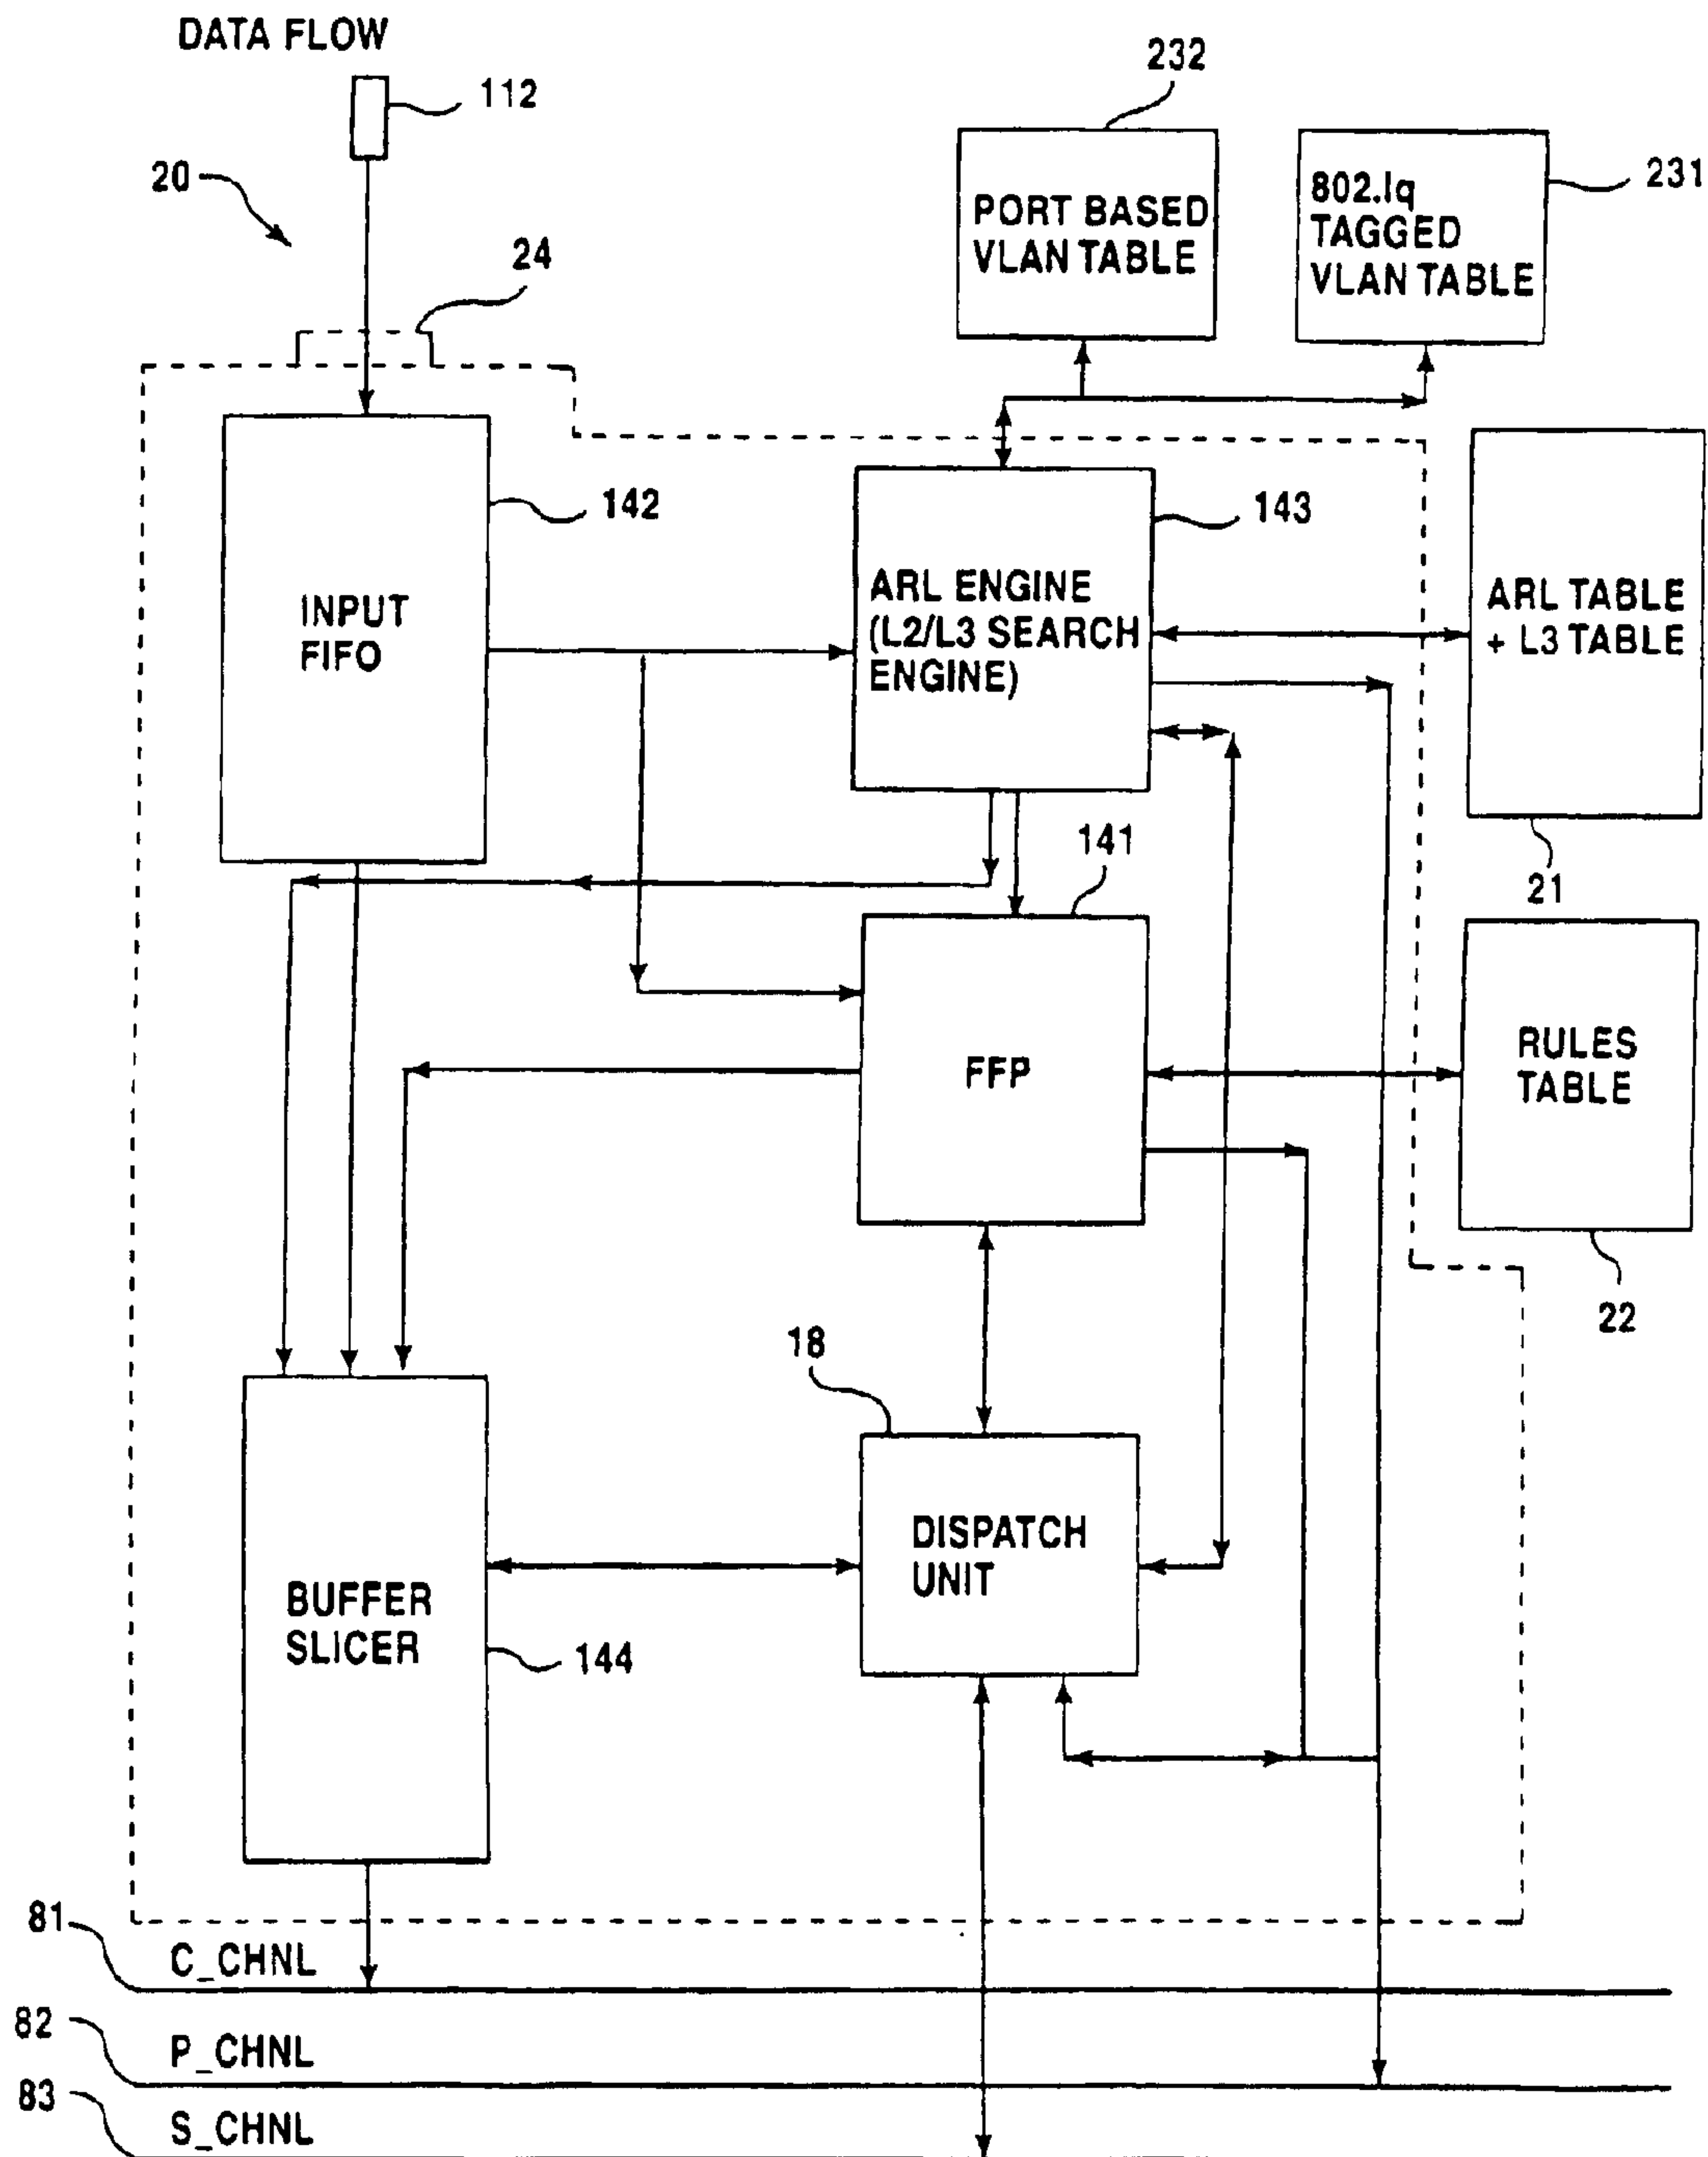 DATA FLOW
112
20
24
232
231
PORT BASED
VLAN TABLE
802.1q
TAGGED
VLAN TABLE
142
143
INPUT
FIFO
ARL ENGINE
(L2/L3 SEARCH
ENGINE)
ARL TABLE
+ L3 TABLE
141
21
FFP
RULES
TABLE
18
22
DISPATCH
UNIT
BUFFER
SLICER
144
81
C_CHNL
82
P_CHNL
83
S_CHNL